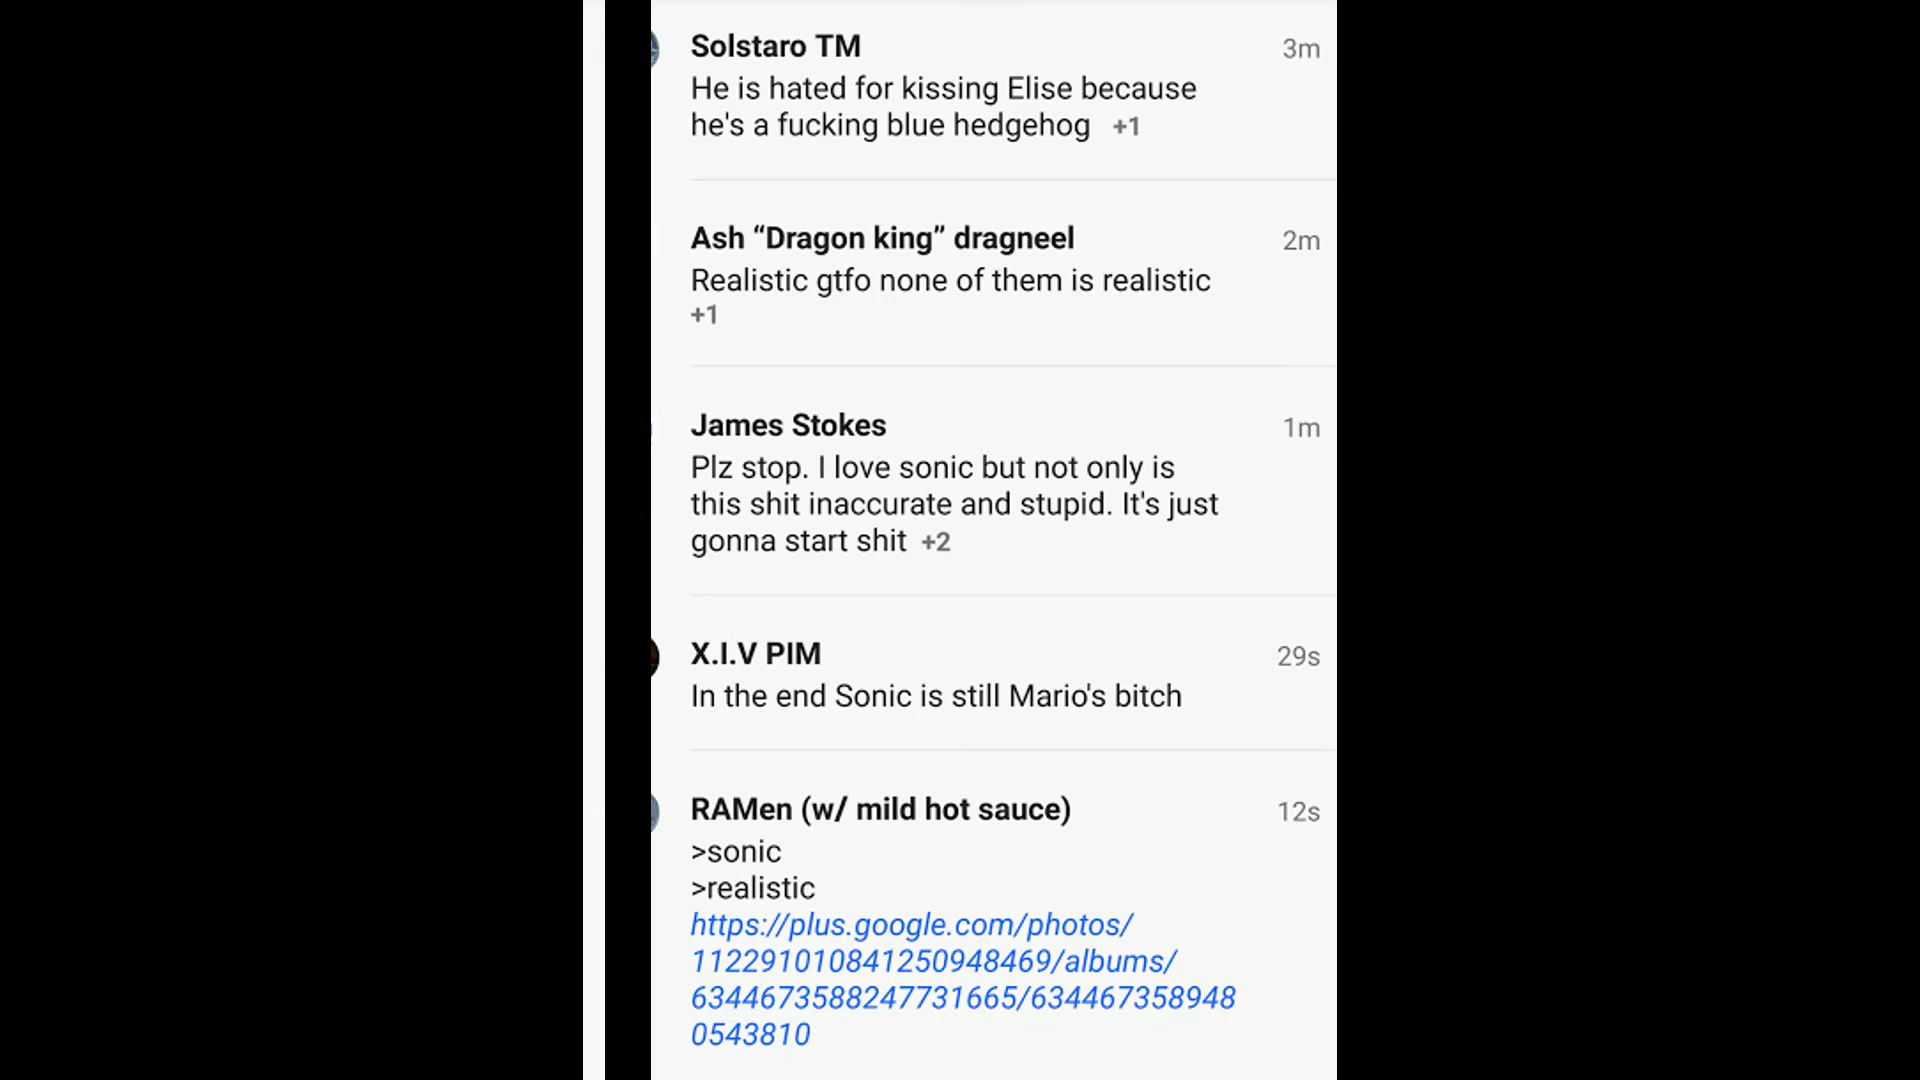 Solstaro TM 3m
He is hated for kissing Elise because
he's a fucking blue hedgehog +1
Ash “Dragon king” dragneel 2m
Realistic gtfo none of them is realistic
+1
James Stokes 1m
Plz stop. I love sonic but not only is
this shit inaccurate and stupid. It's just
gonna start shit +2
X.I.V PIM 29s
In the end Sonic is still Mario's bitch
RAMen (w/ mild hot sauce) 12s
>sonic
>realistic
https://plus.google.com/photos/
112291010841250948469/albums/
6344673588247731665/634467358948
0543810